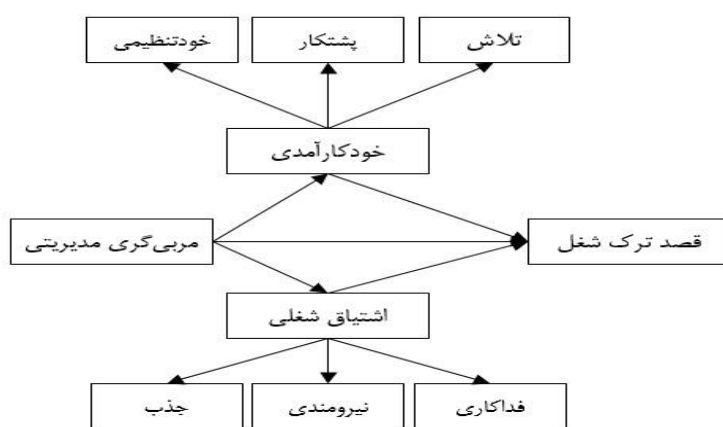 تلاش
پشتکار
خودتنظیمی
خودکارآمدی
قصد ترک شغل
مربی‌گری مدیریتی
اشتیاق شغلی
فداکاری
نیرومندی
جذب